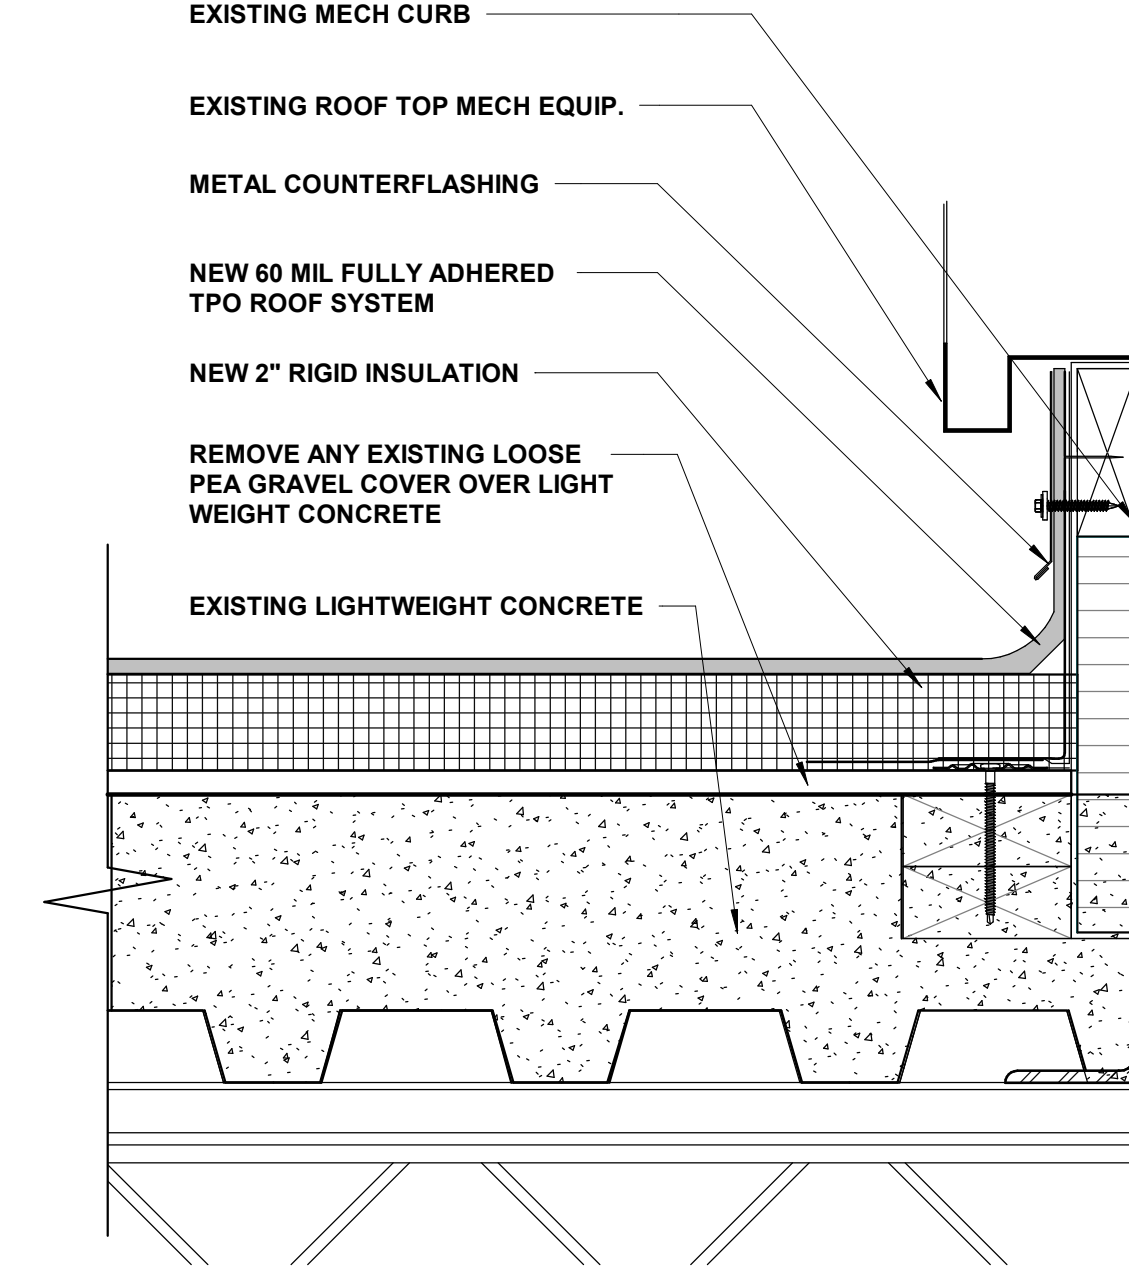 EXISTING MECH CURB
EXISTING ROOF TOP MECH EQUIP.
METAL COUNTERFLASHING
NEW 60 MIL FULLY ADHERED
TPO ROOF SYSTEM
NEW 2" RIGID INSULATION
REMOVE ANY EXISTING LOOSE
PEA GRAVEL COVER OVER LIGHT
WEIGHT CONCRETE
EXISTING LIGHTWEIGHT CONCRETE